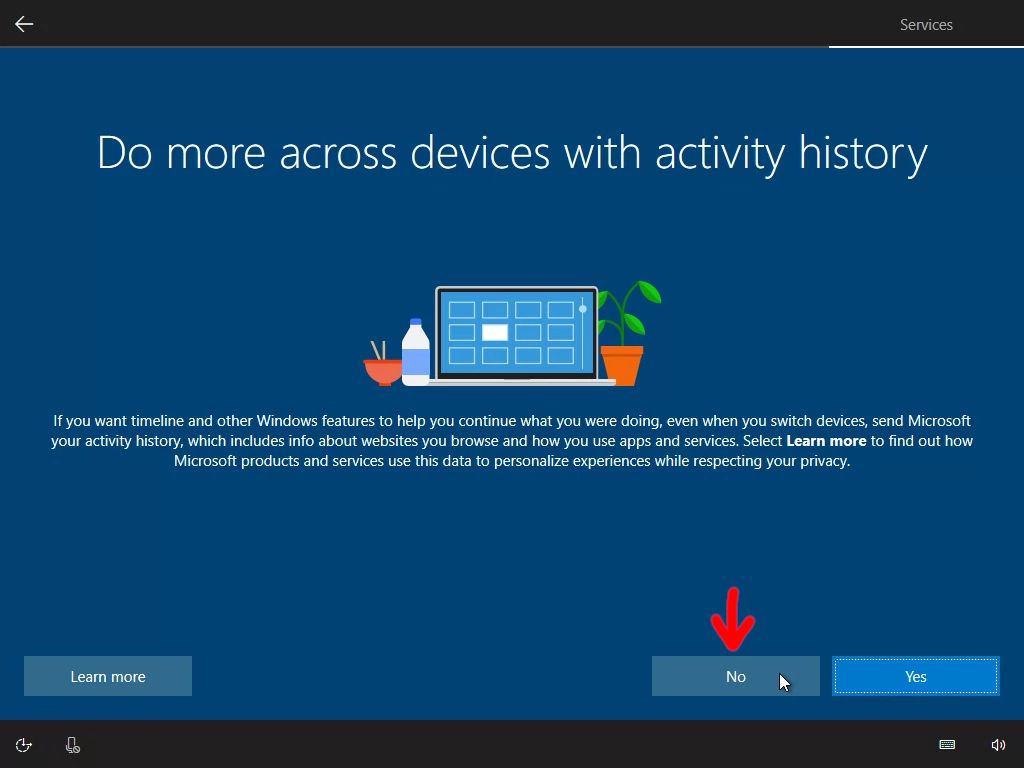 Services
Do more across devices with activity history
If you want timeline and other Windows features to help you continue what you were doing, even when you switch devices, send Microsoft
your activity history, which includes info about websites you browse and how you use apps and services. Select Learn more to find out how
Microsoft products and services use this data to personalize experiences while respecting your privacy.
Learn more
No
Yes